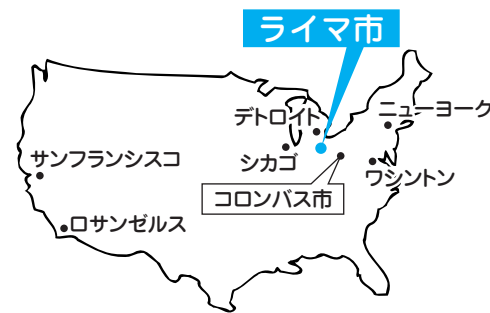 ライマ市
デトロイト
ニューヨーク
シカゴ
サンフランシスコ
ワシントン
コロンバス市
ロサンゼルス